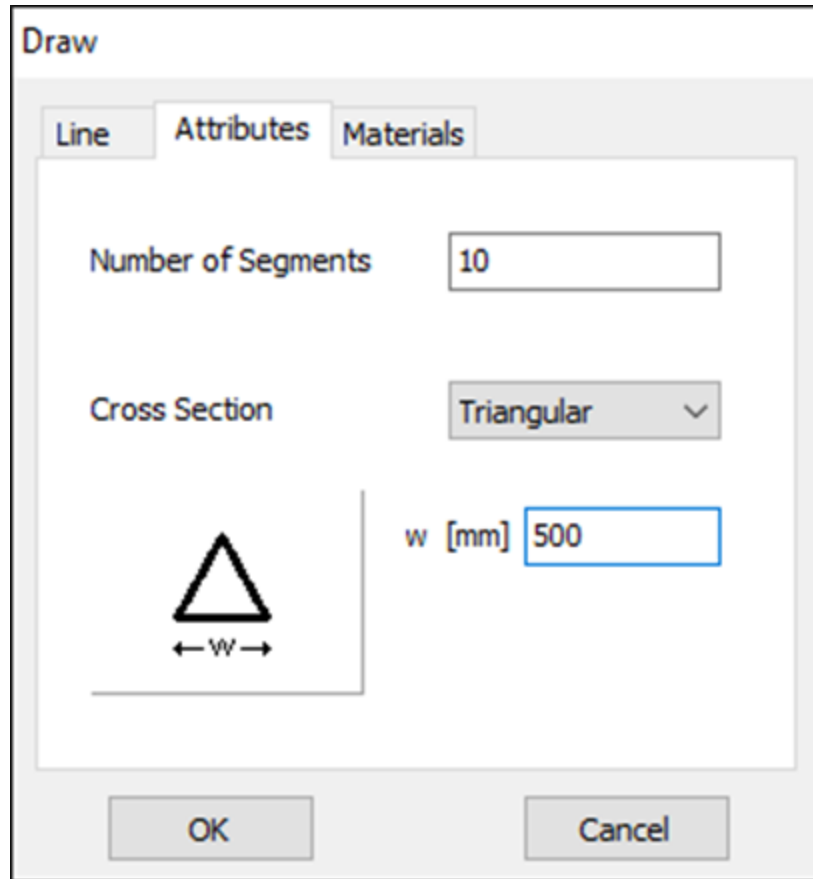 Draw
Line Attributes Materials
Number of Segments 10
Cross Section Triangular
w [mm] 500
w
OK Cancel